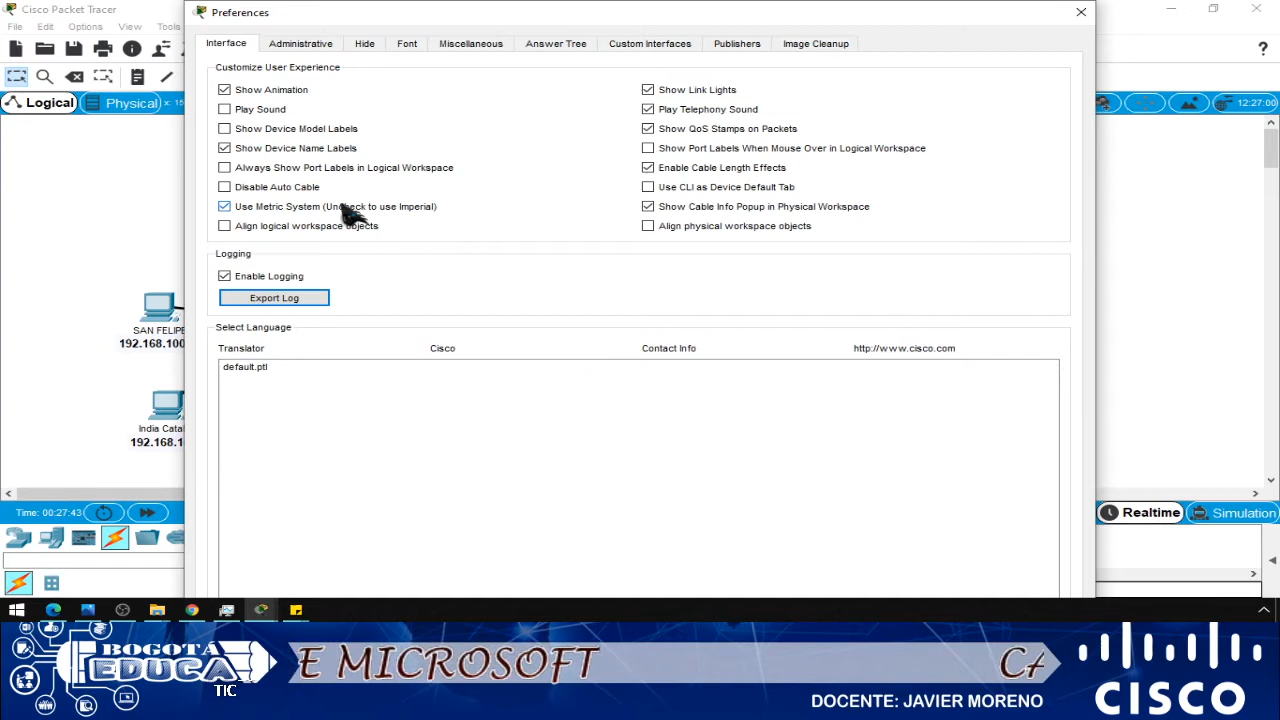 Cisco Packet Tracer
File Edit Options View Tools
Logical
Physical
x: 15
12:27:00
SAN FELIPE
192.168.100
India Catal
192.168.10
Time: 00:27:43
Realtime
Simulation
Preferences
Interface Administrative Hide Font Miscellaneous Answer Tree Custom Interfaces Publishers Image Cleanup
Customize User Experience
Show Animation
Show Link Lights
Play Sound
Play Telephony Sound
Show Device Model Labels
Show QoS Stamps on Packets
Show Device Name Labels
Show Port Labels When Mouse Over in Logical Workspace
Always Show Port Labels in Logical Workspace
Enable Cable Length Effects
Disable Auto Cable
Use CLI as Device Default Tab
Use Metric System (Uncheck to use Imperial)
Show Cable Info Popup in Physical Workspace
Align logical workspace objects
Align physical workspace objects
Logging
Enable Logging
Export Log
Select Language
Translator Cisco Contact Info http://www.cisco.com
default.ptl
BOGOTA
EDUCA
TIC
E MICROSOFT
CA
DOCENTE: JAVIER MORENO
CISCO